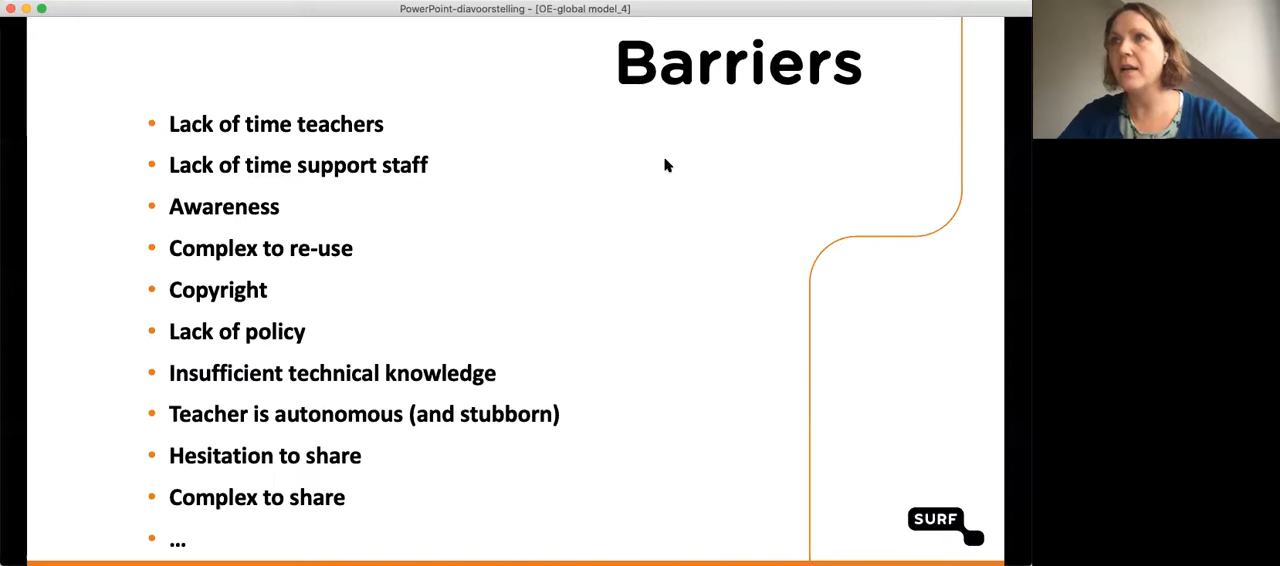 PowerPoint-diavoorstelling - [OE-global model_4]
Barriers
• Lack of time teachers
• Lack of time support staff
• Awareness
• Complex to re-use
• Copyright
• Lack of policy
• Insufficient technical knowledge
• Teacher is autonomous (and stubborn)
• Hesitation to share
• Complex to share
• ...
SURF